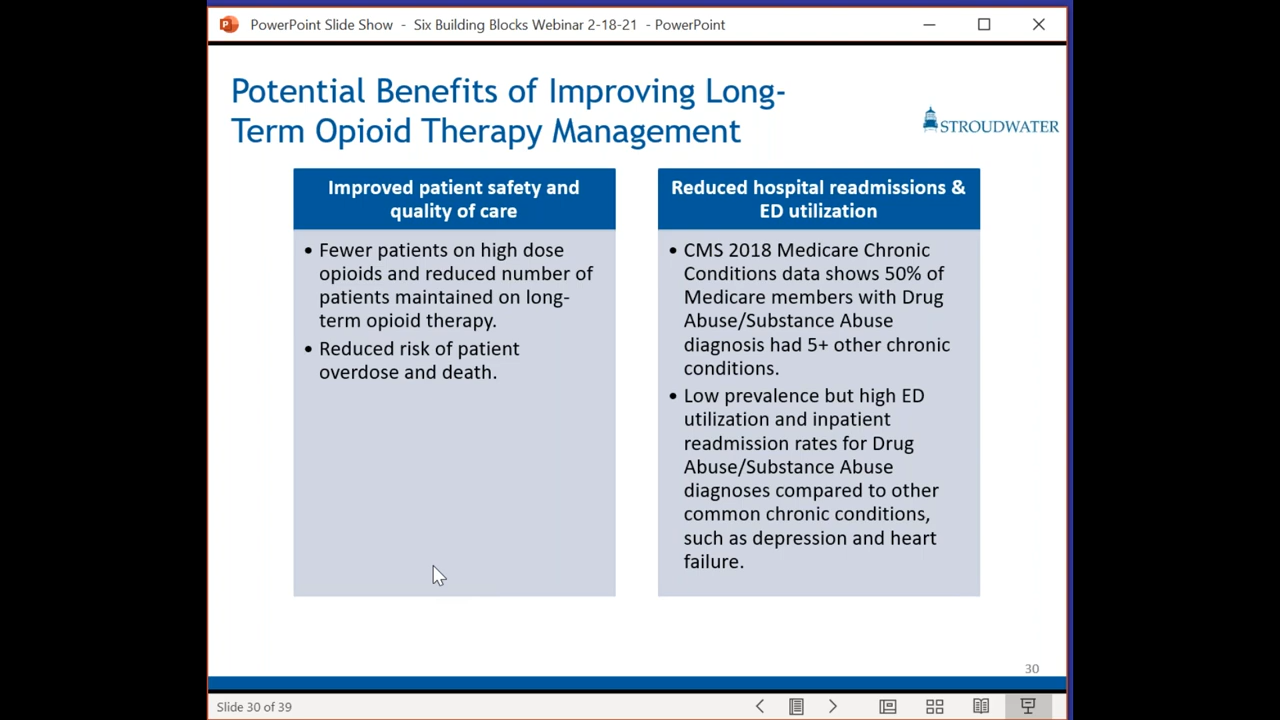 PowerPoint Slide Show - Six Building Blocks Webinar 2-18-21 - PowerPoint
Potential Benefits of Improving Long-
Term Opioid Therapy Management
STROUDWATER
Improved patient safety and
quality of care
• Fewer patients on high dose
opioids and reduced number of
patients maintained on long-
term opioid therapy.
• Reduced risk of patient
overdose and death.
Reduced hospital readmissions &
ED utilization
• CMS 2018 Medicare Chronic
Conditions data shows 50% of
Medicare members with Drug
Abuse/Substance Abuse
diagnosis had 5+ other chronic
conditions.
• Low prevalence but high ED
utilization and inpatient
readmission rates for Drug
Abuse/Substance Abuse
diagnoses compared to other
common chronic conditions,
such as depression and heart
failure.
30
Slide 30 of 39